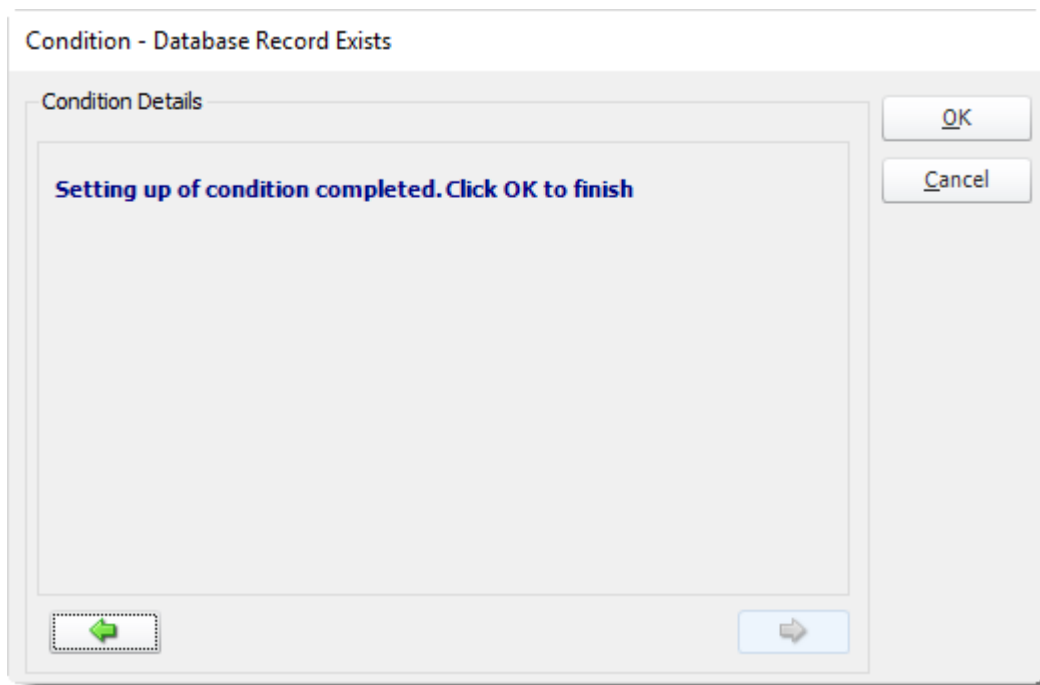 Condition - Database Record Exists
Condition Details
OK
Setting up of condition completed. Click OK to finish
Cancel